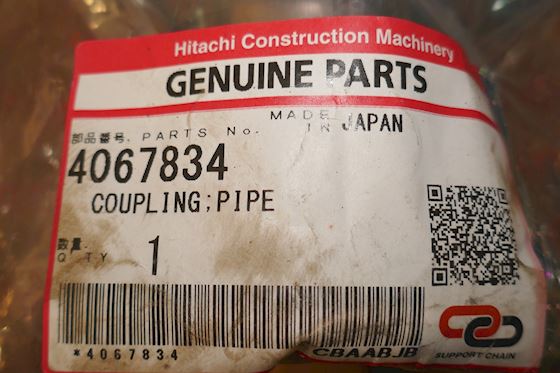 Hitachi Construction Machinery
GENUINE PARTS
部品番号. PARTS No.
MADE IN JAPAN
4067834
COUPLING;PIPE
数量.
Q'TY 1
*4067834
CBAABJB
SUPPORT CHAIN